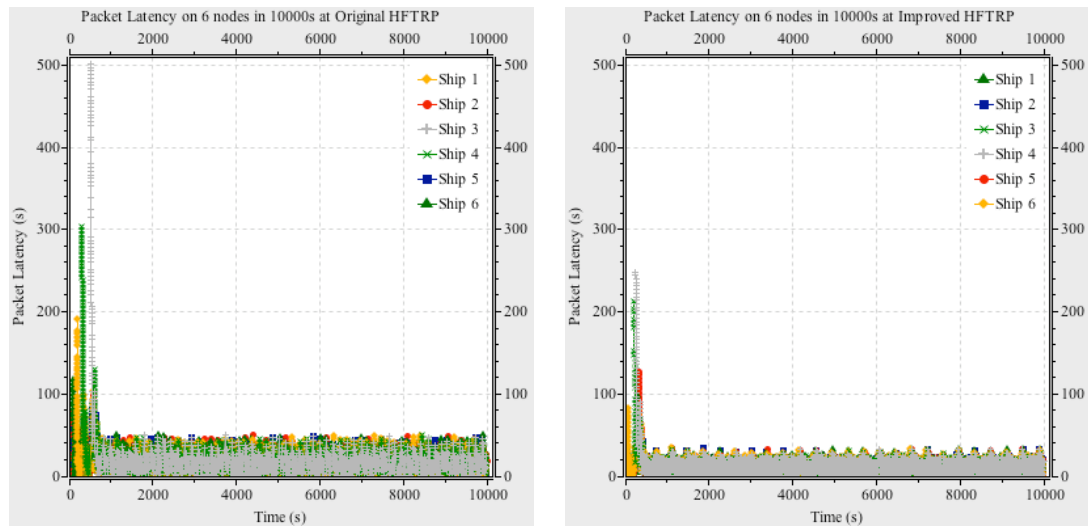 Packet Latency on 6 nodes in 10000s at Original HFTRP
0 2000 4000 6000 8000 10000
500 500
Ship 1
Ship 2
Ship 3
400 400
Ship 4
Ship 5
Ship 6
300 300
Packet Latency (s)
200 200
100 100
0 0
0 2000 4000 6000 8000 10000
Time (s)
Packet Latency on 6 nodes in 10000s at Improved HFTRP
0 2000 4000 6000 8000 10000
500 500
Ship 1
Ship 2
Ship 3
400 400
Ship 4
Ship 5
Ship 6
300 300
Packet Latency (s)
200 200
100 100
0 0
0 2000 4000 6000 8000 10000
Time (s)